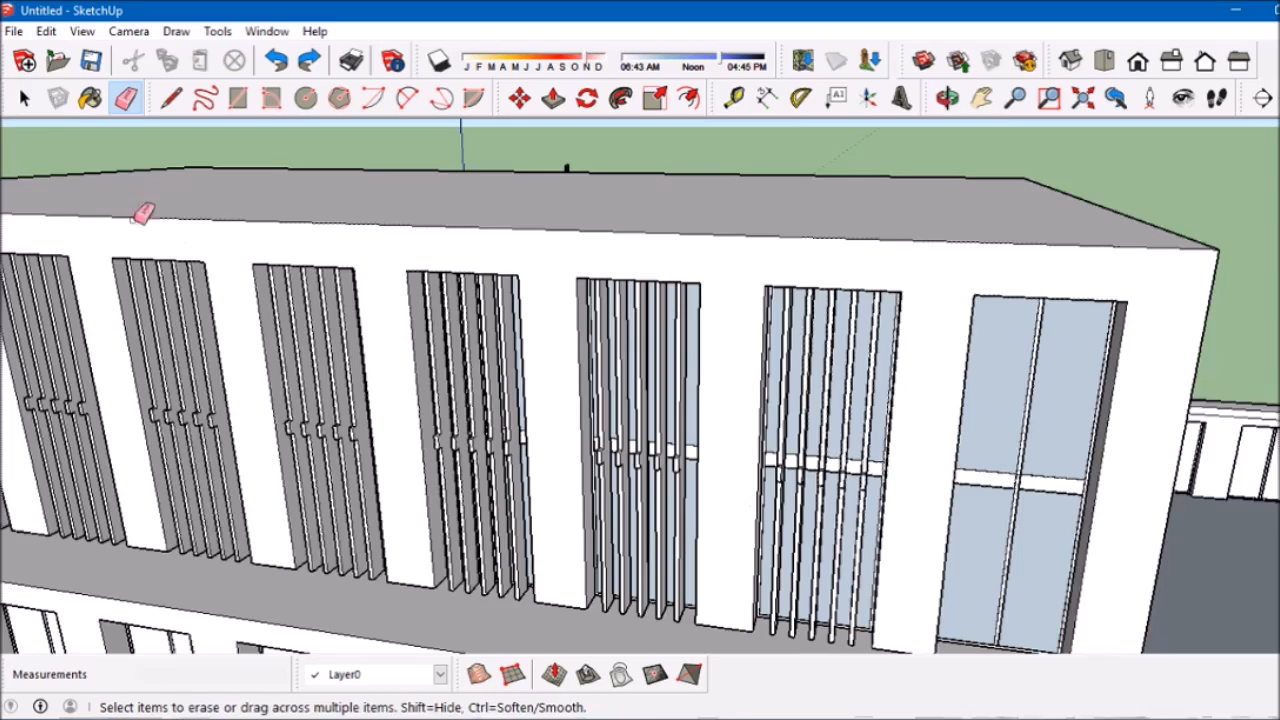 Untitled - SketchUp
File Edit View Camera Draw Tools Window Help
J F M A M J J A S O N D 06:43 AM Noon 04:45 PM
A1
Measurements Layer0
Select items to erase or drag across multiple items. Shift=Hide, Ctrl=Soften/Smooth.